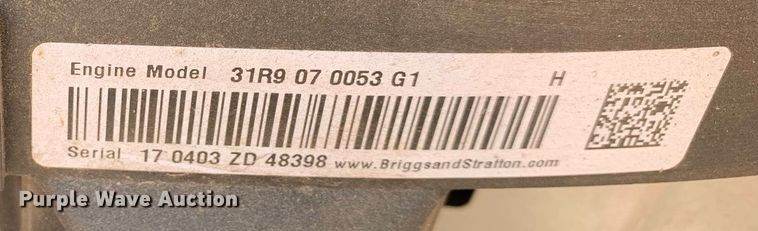 Engine Model 31R9 07 0053 G1 H
Serial 17 0403 ZD 48398 www.BriggsandStratton.com
Purple Wave Auction